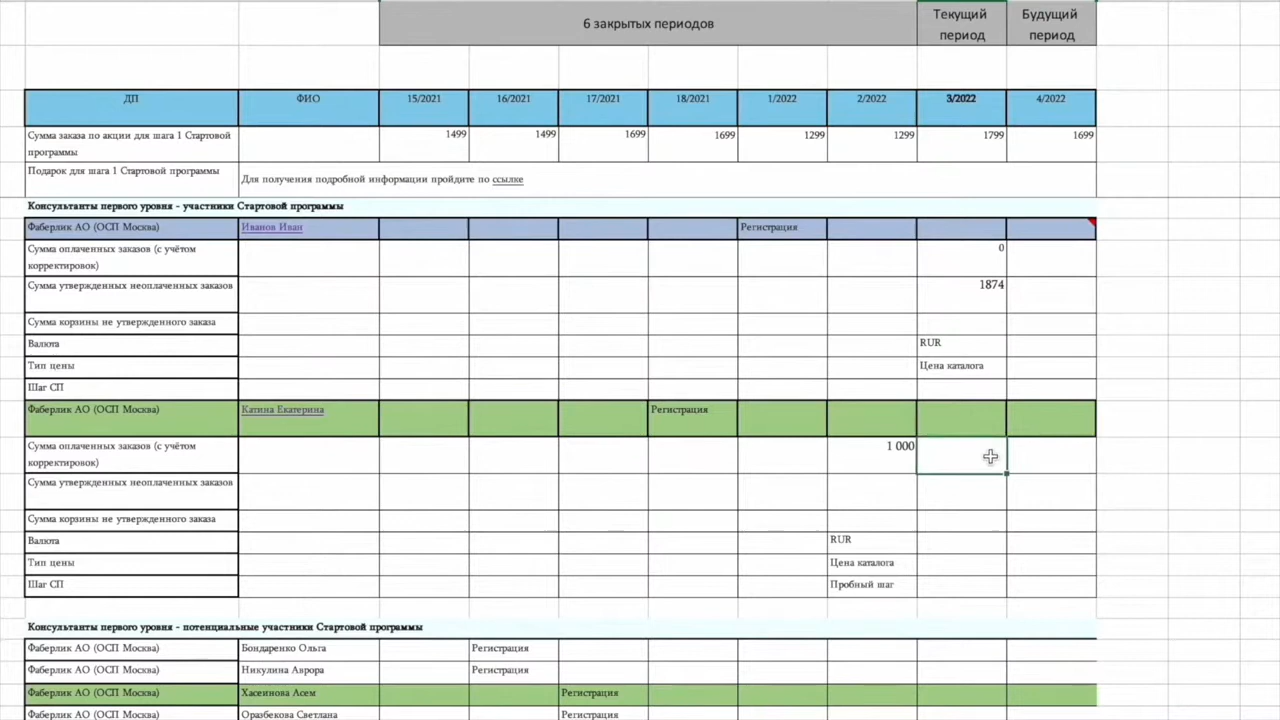 6 закрытых периодов
Текущий
период
Будущий
период
ДП ФИО 15/2021 16/2021 17/2021 18/2021 1/2022 2/2022 3/2022 4/2022
Сумма заказа по акции для шага 1 Стартовой
программы
1499 1499 1699 1699 1299 1299 1799 1699
Подарок для шага 1 Стартовой программы
Для получения подробной информации пройдите по ссылке
Консультанты первого уровня - участники Стартовой программы
Фаберлик АО (ОСП Москва) Иванов Иван Регистрация
Сумма оплаченных заказов (с учётом
корректировок)
0
Сумма утвержденных неоплаченных заказов 1874
Сумма корзины не утвержденного заказа
Валюта RUR
Тип цены Цена каталога
Шаг СП
Фаберлик АО (ОСП Москва) Катина Екатерина Регистрация
Сумма оплаченных заказов (с учётом
корректировок)
1 000
Сумма утвержденных неоплаченных заказов
Сумма корзины не утвержденного заказа
Валюта RUR
Тип цены Цена каталога
Шаг СП Пробный шаг
Консультанты первого уровня - потенциальные участники Стартовой программы
Фаберлик АО (ОСП Москва) Бондаренко Ольга Регистрация
Фаберлик АО (ОСП Москва) Никулина Аврора Регистрация
Фаберлик АО (ОСП Москва) Хасеинова Асем Регистрация
Фаберлик АО (ОСП Москва) Оразбекова Светлана Регистрация